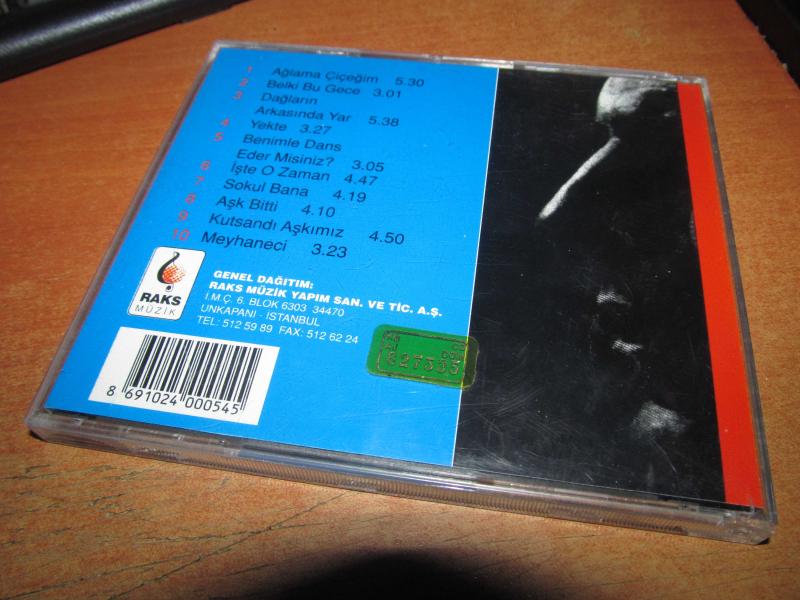 1 Ağlama Çiçeğim 5.30
2 Belki Bu Gece 3.01
3 Dağların
Arkasında Yar 5.38
4 Yekte 3.27
5 Benimle Dans
Eder Misiniz? 3.05
6 İşte O Zaman 4.47
7 Sokul Bana 4.19
8 Aşk Bitti 4.10
9 Kutsandı Aşkımız 4.50
10 Meyhaneci 3.23
RAKS
MÜZİK
GENEL DAĞITIM:
RAKS MÜZİK YAPIM SAN. VE TİC. A.Ş.
İ.M.Ç. 6. BLOK 6303 34470
UNKAPANI - İSTANBUL
TEL: 512 59 89 FAX: 512 62 24
8 691024 000545